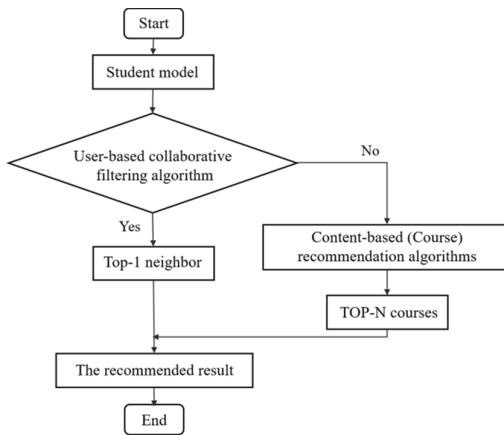 Start
Student model
User-based collaborative
filtering algorithm
No
Yes
Content-based (Course)
recommendation algorithms
Top-1 neighbor
TOP-N courses
The recommended result
End